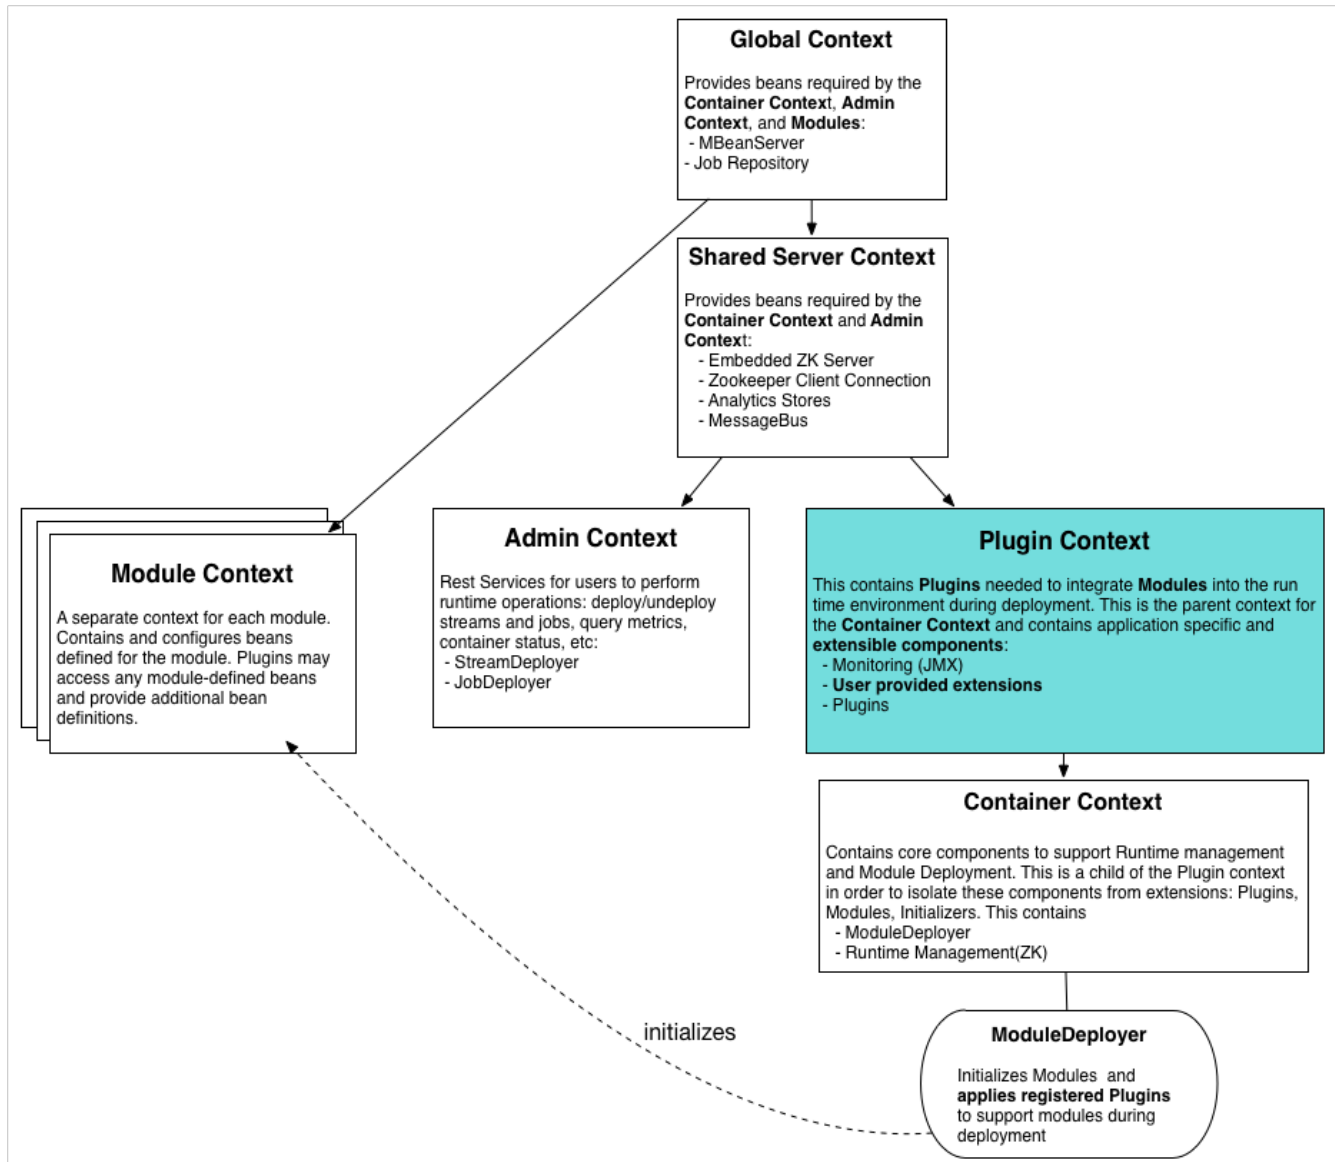 Global Context
Provides beans required by the
Container Context, Admin
Context, and Modules:
- MBeanServer
- Job Repository
Shared Server Context
Provides beans required by the
Container Context and Admin
Context:
- Embedded ZK Server
- Zookeeper Client Connection
- Analytics Stores
- MessageBus
Module Context
A separate context for each module.
Contains and configures beans
defined for the module. Plugins may
access any module-defined beans
and provide additional bean
definitions.
Admin Context
Rest Services for users to perform
runtime operations: deploy/undeploy
streams and jobs, query metrics,
container status, etc:
- StreamDeployer
- JobDeployer
Plugin Context
This contains Plugins needed to integrate Modules into the run
time environment during deployment. This is the parent context for
the Container Context and contains application specific and
extensible components:
- Monitoring (JMX)
- User provided extensions
- Plugins
Container Context
Contains core components to support Runtime management
and Module Deployment. This is a child of the Plugin context
in order to isolate these components from extensions: Plugins,
Modules, Initializers. This contains
- ModuleDeployer
- Runtime Management(ZK)
initializes
ModuleDeployer
Initializes Modules and
applies registered Plugins
to support modules during
deployment